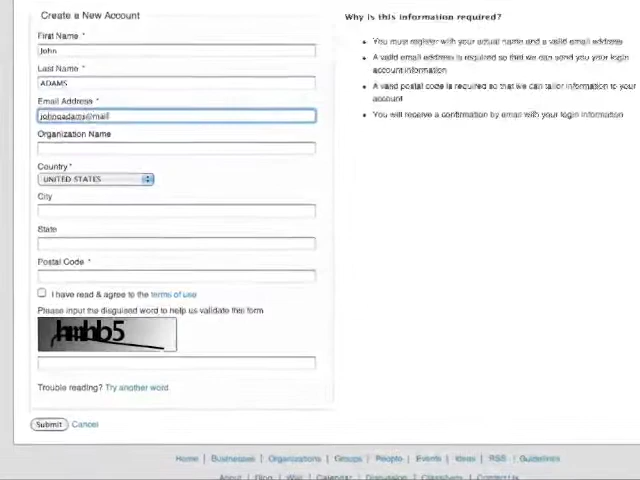 Create a New Account
First Name *
John
Last Name *
ADAMS
Email Address *
johnqadams@mail
Organization Name
Country *
UNITED STATES
City
State
Postal Code *
I have read & agree to the terms of use
Please input the disguised word to help us validate this form
Trouble reading? Try another word
Submit Cancel
Why is this information required?
• You must register with your actual name and a valid email address
• A valid email address is required so that we can send you your login
account information
• A valid postal code is required so that we can tailor information to your
account
• You will receive a confirmation by email with your login information
Home | Businesses | Organizations | Groups | People | Events | Ideas | RSS | Guidelines
About | Blog | Wiki | Calendar | Discussion | Classifieds | Contact Us